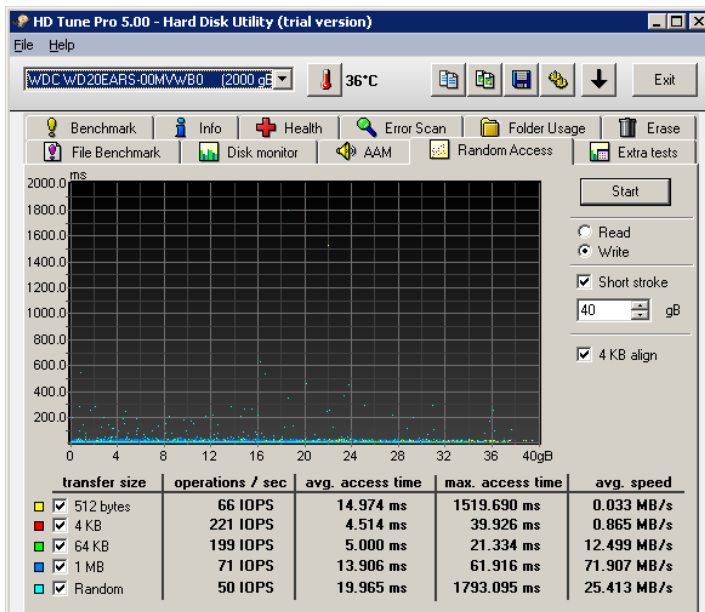 HD Tune Pro 5.00 - Hard Disk Utility (trial version)
File Help
WDC WD20EARS-00MVWB0 (2000 gB 36°C Exit
Benchmark Info Health Error Scan Folder Usage Erase
File Benchmark Disk monitor AAM Random Access Extra tests
ms
2000.0
1800.0
1600.0
1400.0
1200.0
1000.0
800.0
600.0
400.0
200.0
0 4 8 12 16 20 24 28 32 36 40gB
Start
Read
Write
Short stroke
40 gB
4 KB align
transfer size operations / sec avg. access time max. access time avg. speed
512 bytes 66 IOPS 14.974 ms 1519.690 ms 0.033 MB/s
4 KB 221 IOPS 4.514 ms 39.926 ms 0.865 MB/s
64 KB 199 IOPS 5.000 ms 21.334 ms 12.499 MB/s
1 MB 71 IOPS 13.906 ms 61.916 ms 71.907 MB/s
Random 50 IOPS 19.965 ms 1793.095 ms 25.413 MB/s